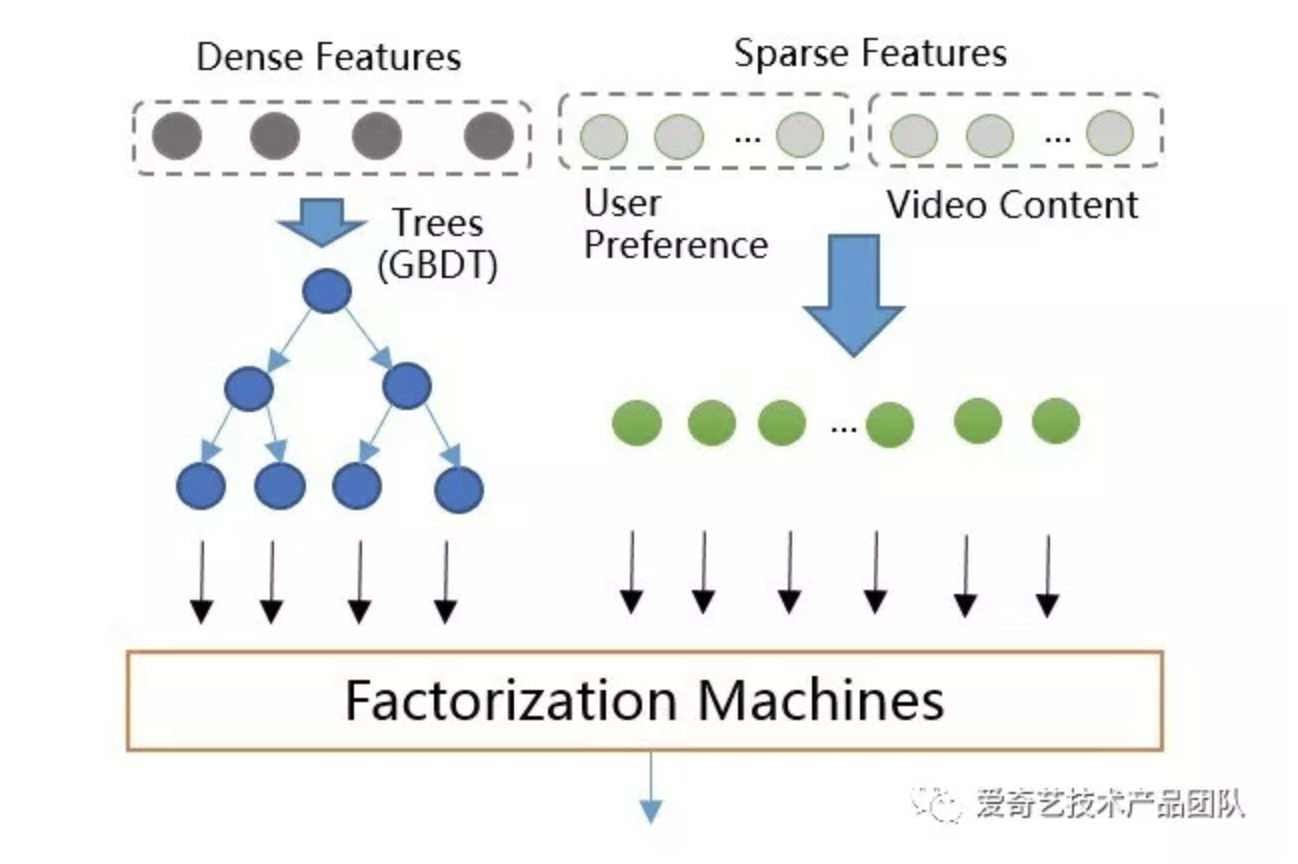 Dense Features
Sparse Features
...
...
User
Preference
Video Content
Trees
(GBDT)
...
Factorization Machines
爱奇艺技术产品团队